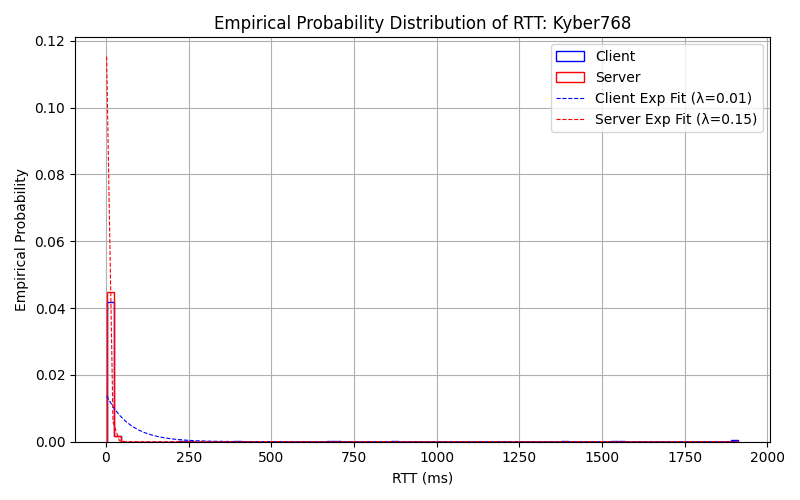 Empirical Probability Distribution of RTT: Kyber768
Client
Server
Client Exp Fit (λ=0.01)
Server Exp Fit (λ=0.15)
Empirical Probability
0.12
0.10
0.08
0.06
0.04
0.02
0.00
0 250 500 750 1000 1250 1500 1750 2000
RTT (ms)